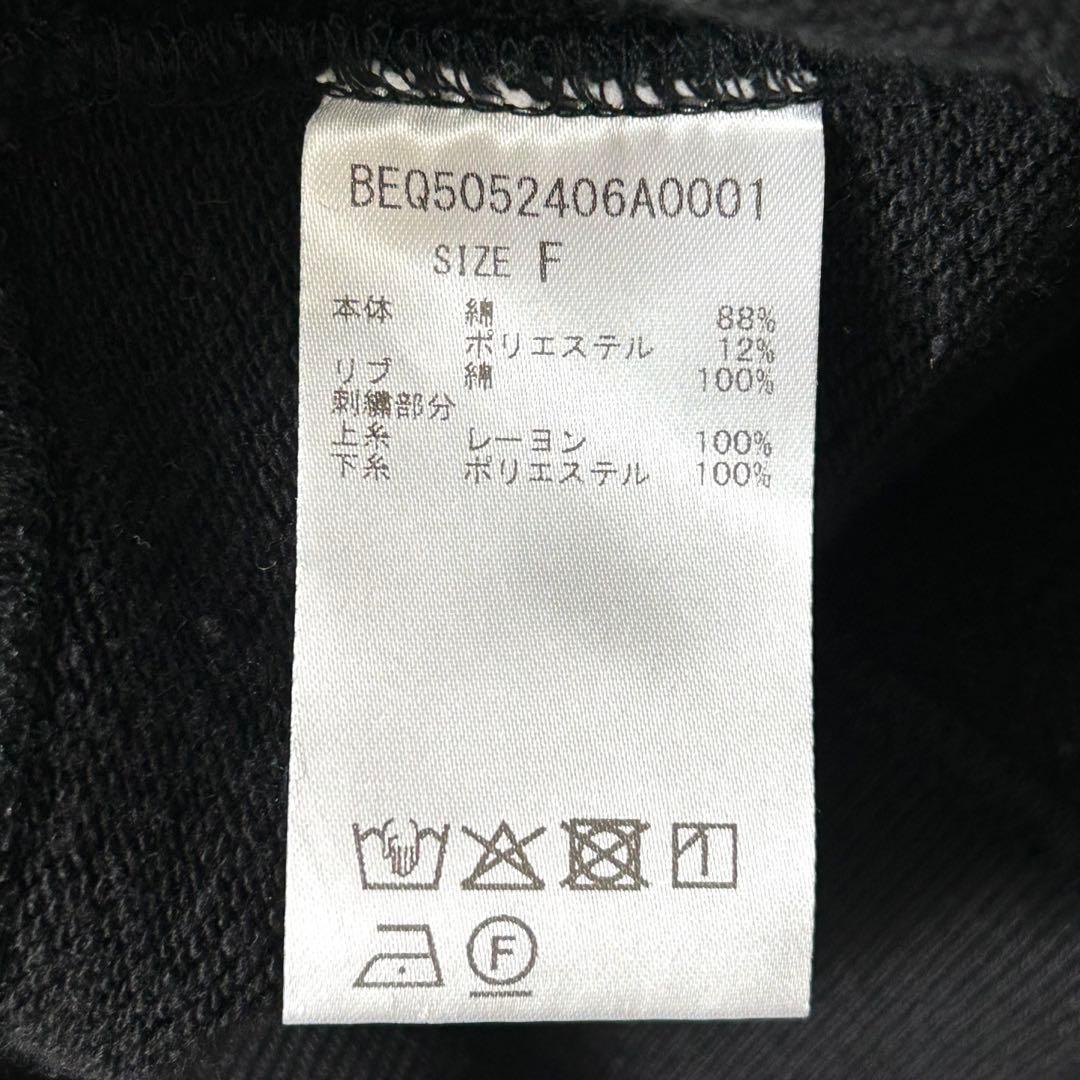 BEQ5052406A0001
SIZE F
本体 綿 88%
ポリエステル 12%
リブ 綿 100%
刺繍部分
上糸 レーヨン 100%
下糸 ポリエステル 100%
F